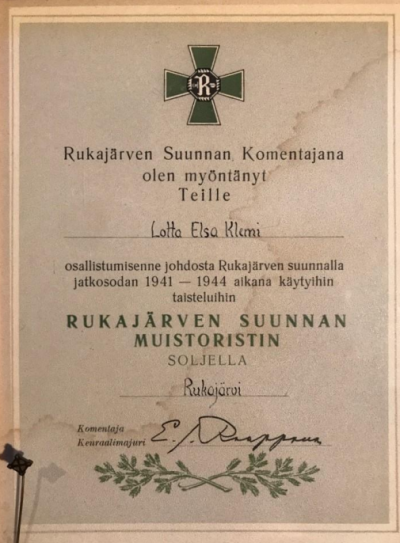 R
Rukajärven Suunnan Komentajana
olen myöntänyt
Teille
Lotta Elsa Klemi
osallistumisenne johdosta Rukajärven suunnalla
jatkosodan 1941 — 1944 aikana käytyihin
taisteluihin
RUKAJÄRVEN SUUNNAN
MUISTORISTIN
SOLJELLA
Rukajärvi
Komentaja
Kenraalimajuri E. J. Raappana